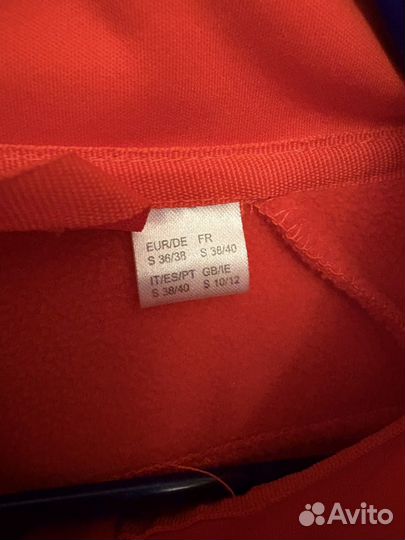 EUR/DE FR
S 36/38 S 38/40
IT/ES/PT GB/IE
S 38/40 S 10/12
Avito